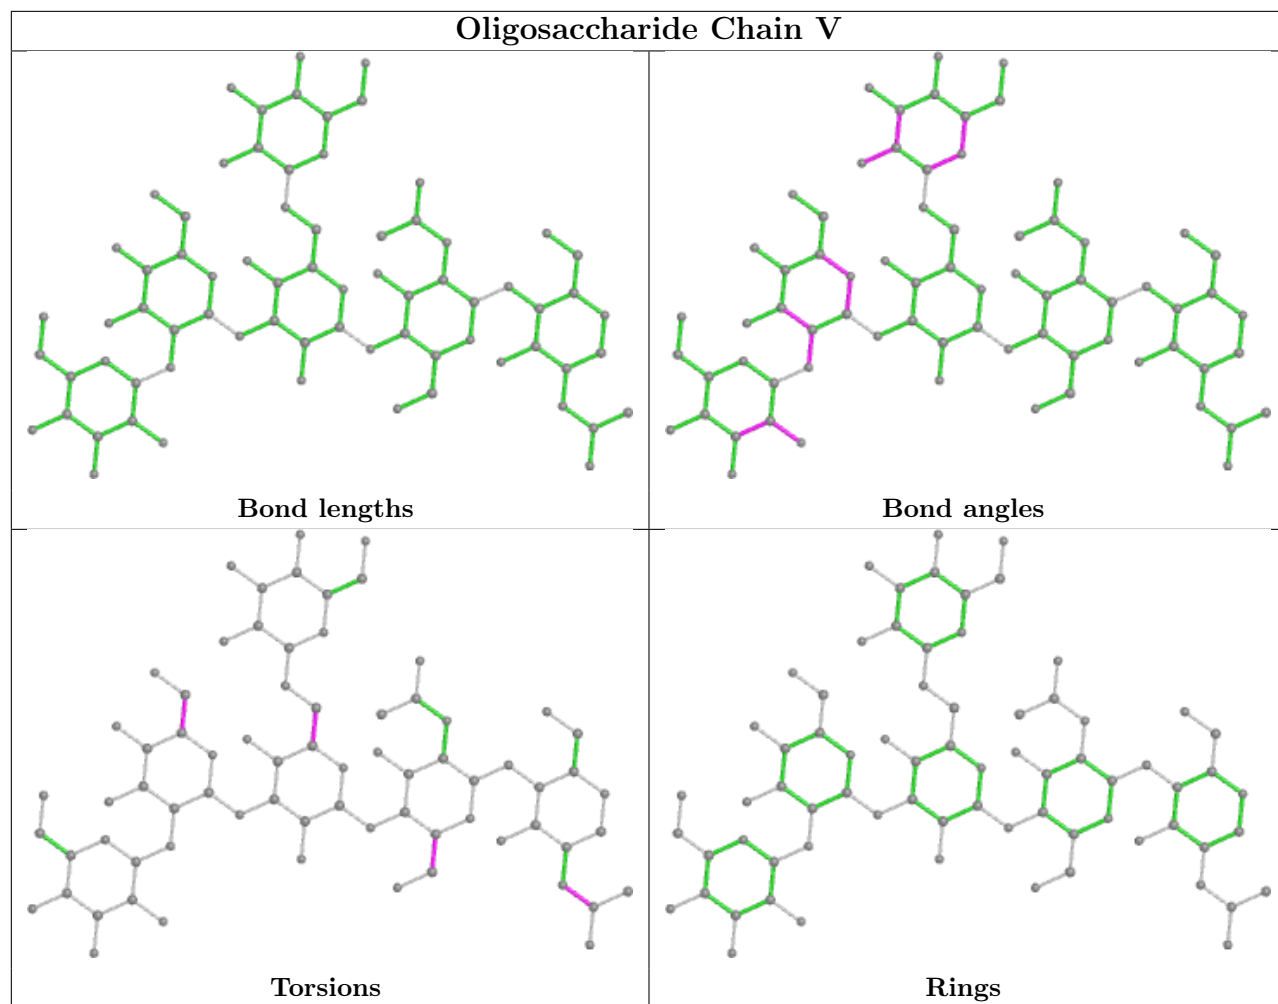 Oligosaccharide Chain V
Bond lengths
Bond angles
Torsions
Rings